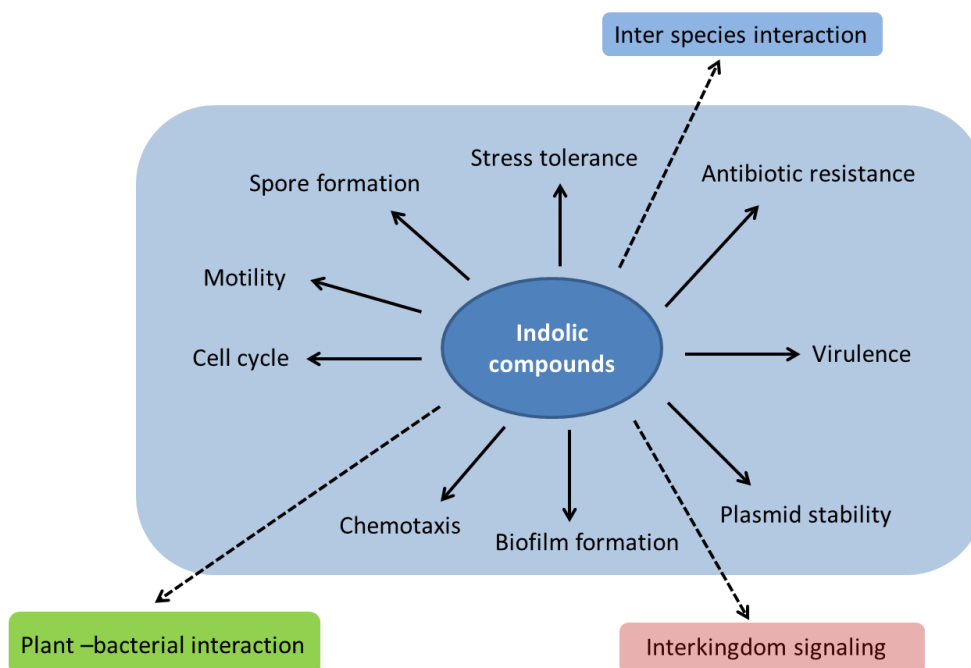 Inter species interaction
Stress tolerance
Antibiotic resistance
Spore formation
Motility
Indolic
compounds
Cell cycle
Virulence
Chemotaxis
Biofilm formation
Plasmid stability
Plant –bacterial interaction
Interkingdom signaling